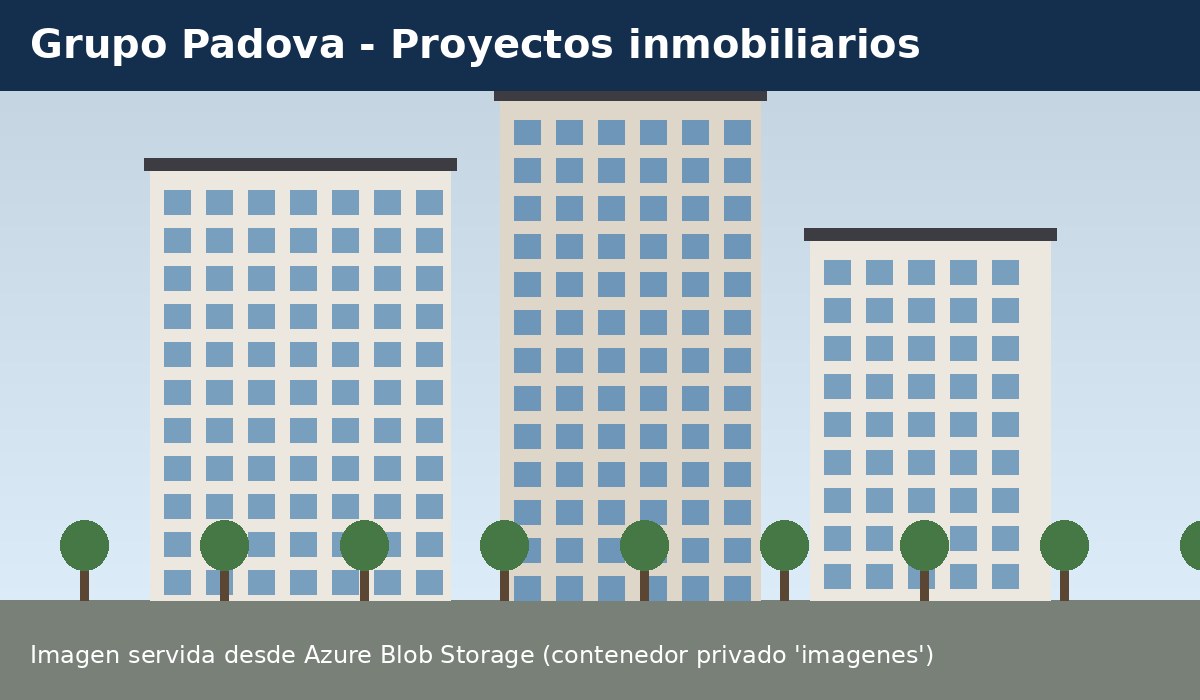 Grupo Padova - Proyectos inmobiliarios
Imagen servida desde Azure Blob Storage (contenedor privado 'imagenes')